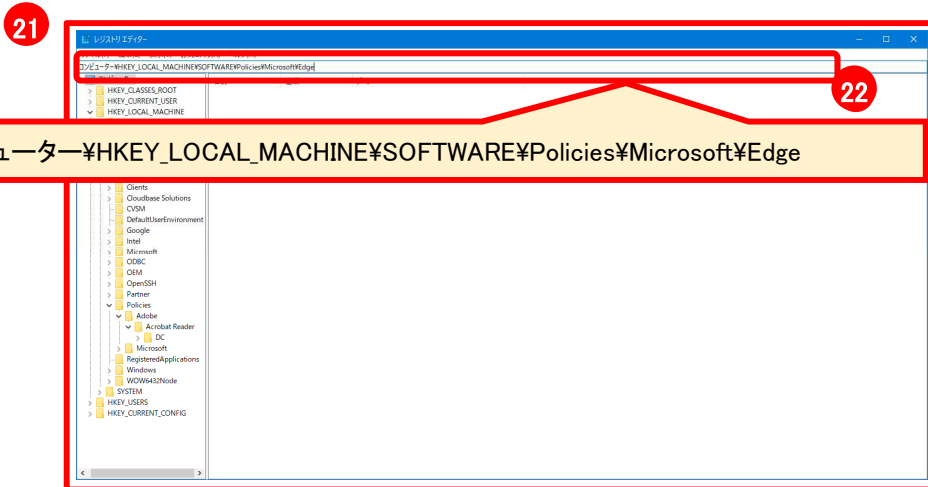 21
レジストリ エディター
コンピューター¥HKEY_LOCAL_MACHINE¥SOFTWARE¥Policies¥Microsoft¥Edge
22
HKEY_CLASSES_ROOT
HKEY_CURRENT_USER
HKEY_LOCAL_MACHINE
ューター¥HKEY_LOCAL_MACHINE¥SOFTWARE¥Policies¥Microsoft¥Edge
Clients
Cloudbase Solutions
CVSM
DefaultUserEnvironment
Google
Intel
Microsoft
ODBC
OEM
OpenSSH
Partner
Policies
Adobe
Acrobat Reader
DC
Microsoft
RegisteredApplications
Windows
WOW6432Node
SYSTEM
HKEY_USERS
HKEY_CURRENT_CONFIG